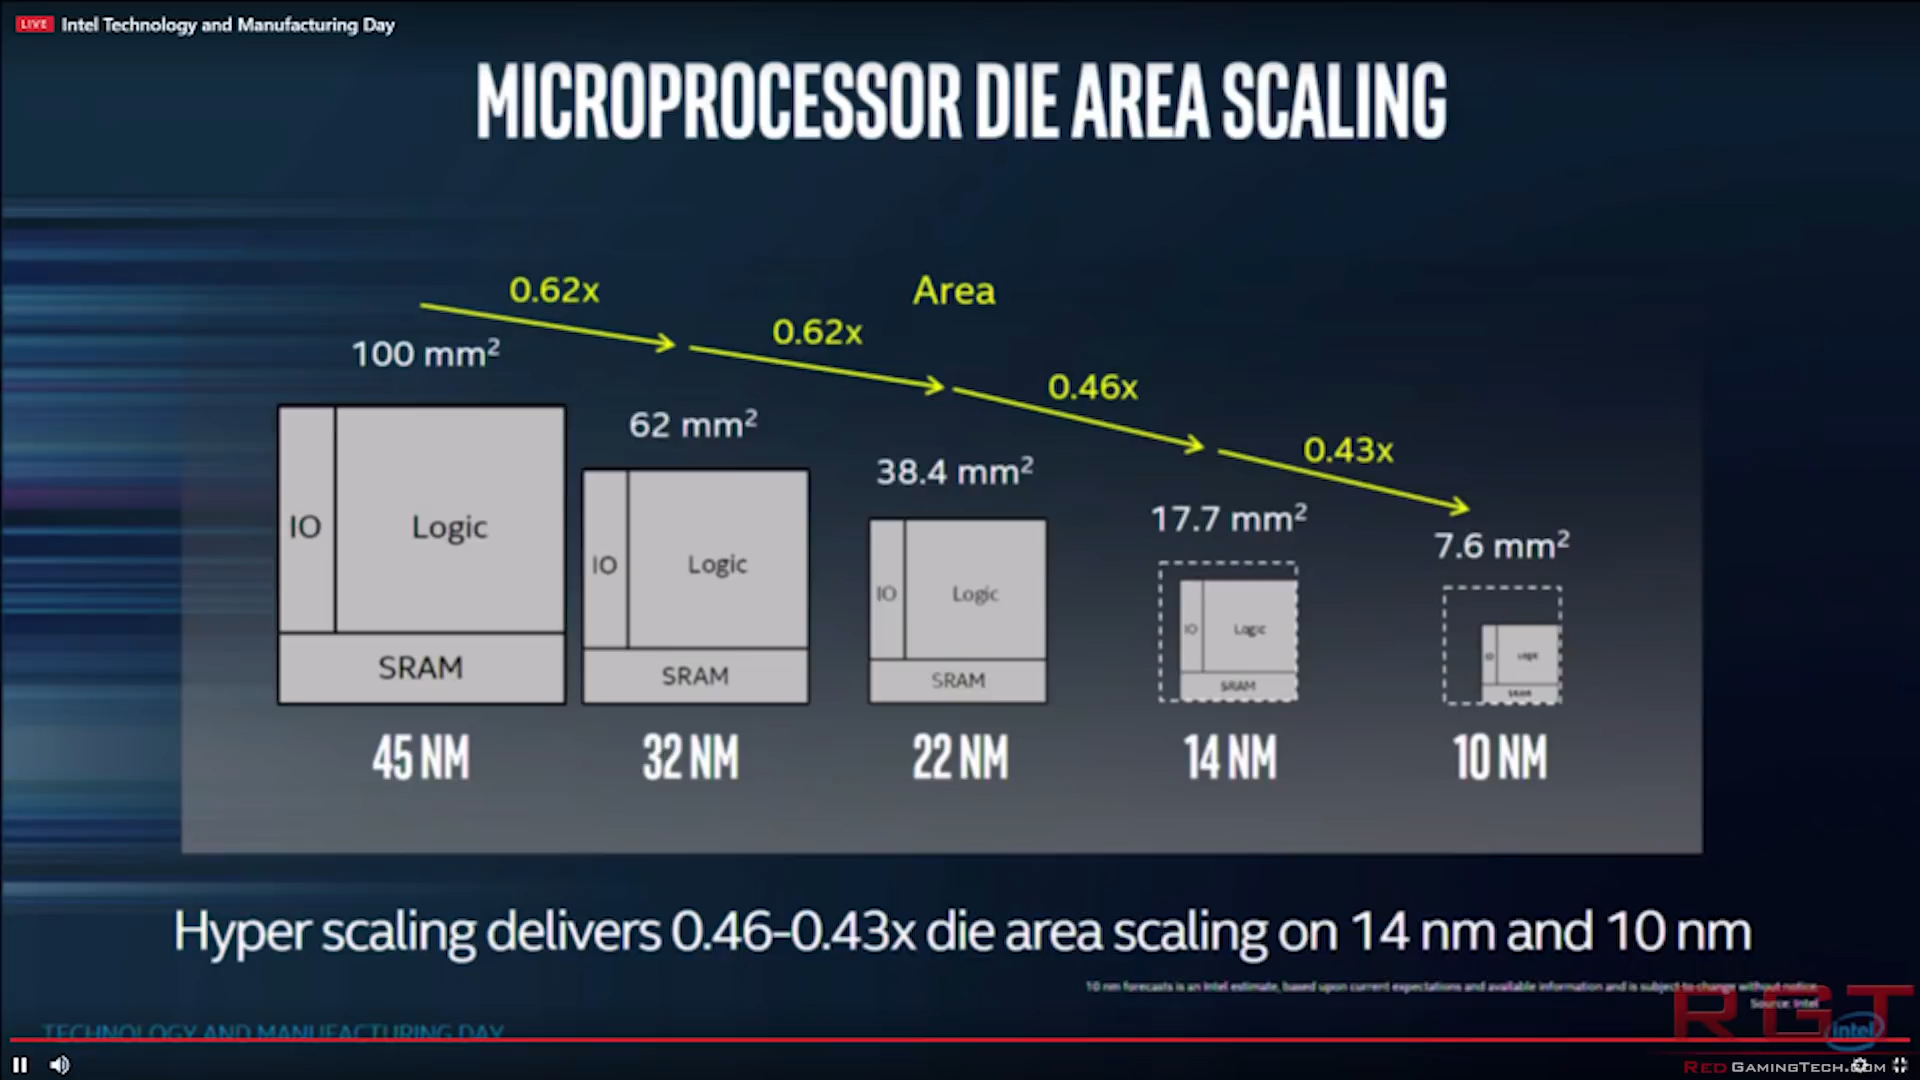 LIVE Intel Technology and Manufacturing Day
MICROPROCESSOR DIE AREA SCALING
0.62x
Area
0.62x
100 mm²
0.46x
62 mm²
0.43x
38.4 mm²
17.7 mm²
7.6 mm²
IO
Logic
SRAM
IO
Logic
SRAM
IO
Logic
SRAM
IO
Logic
SRAM
IO
Logic
SRAM
45 NM
32 NM
22 NM
14 NM
10 NM
Hyper scaling delivers 0.46-0.43x die area scaling on 14 nm and 10 nm
10 nm forecasts is an Intel estimate, based upon current expectations and available information and is subject to change without notice.
Source: Intel
TECHNOLOGY AND MANUFACTURING DAY
RGT
intel
REDGAMINGTECH.COM